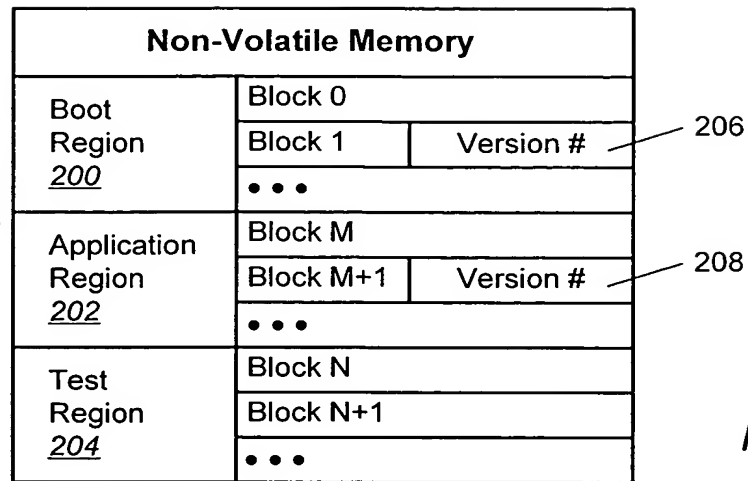 Non-Volatile Memory
Boot Region 200
Block 0
Block 1 Version # 206
• • •
Application Region 202
Block M
Block M+1 Version # 208
• • •
Test Region 204
Block N
Block N+1
• • •